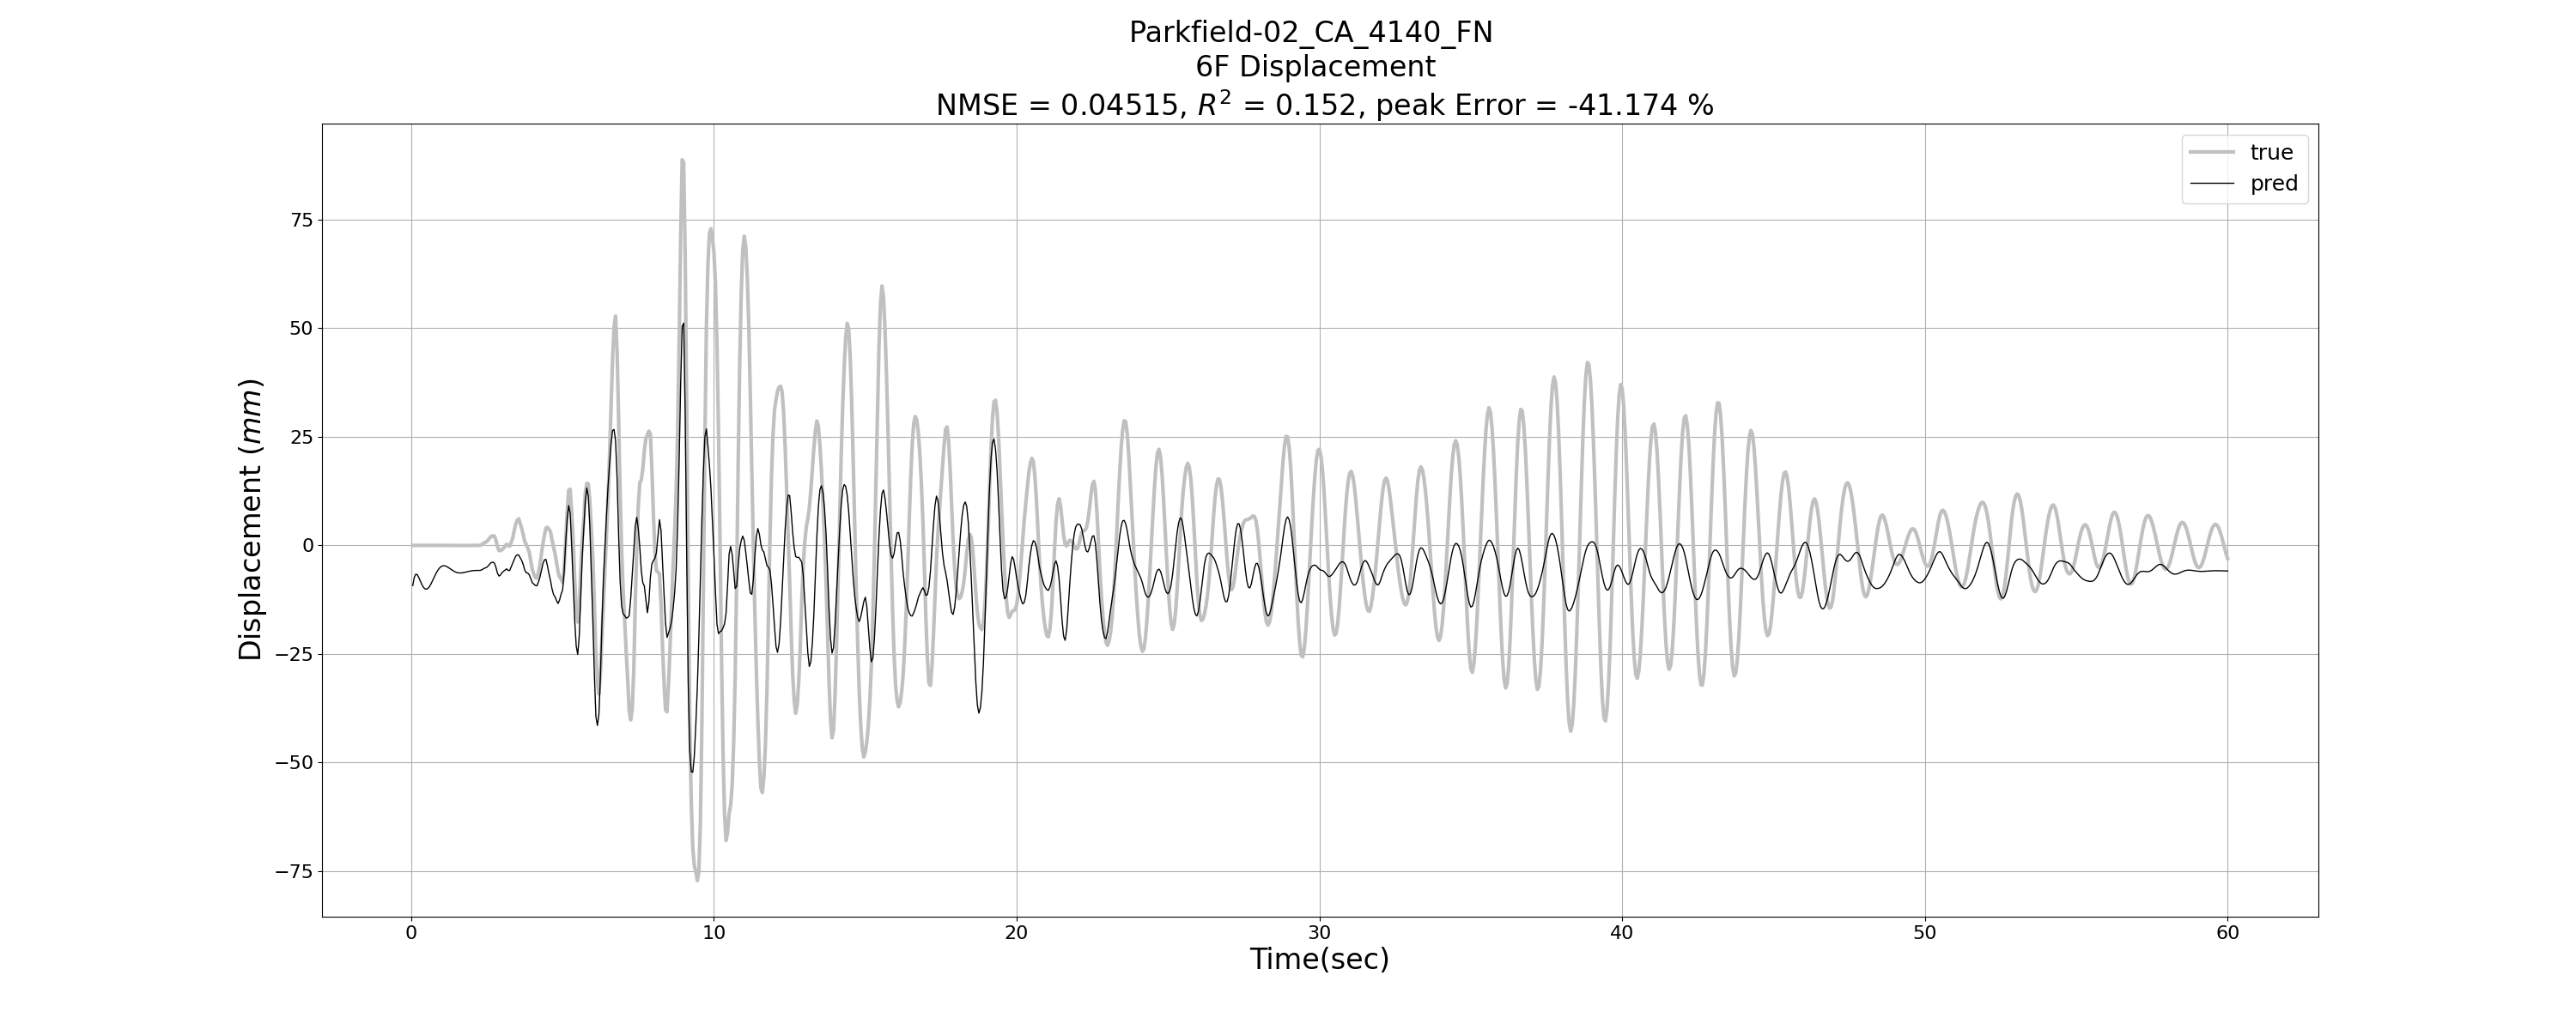 Parkfield-02_CA_4140_FN
6F Displacement
NMSE = 0.04515, R² = 0.152, peak Error = -41.174 %
true
pred
Displacement (mm)
75
50
25
0
−25
−50
−75
0 10 20 30 40 50 60
Time(sec)